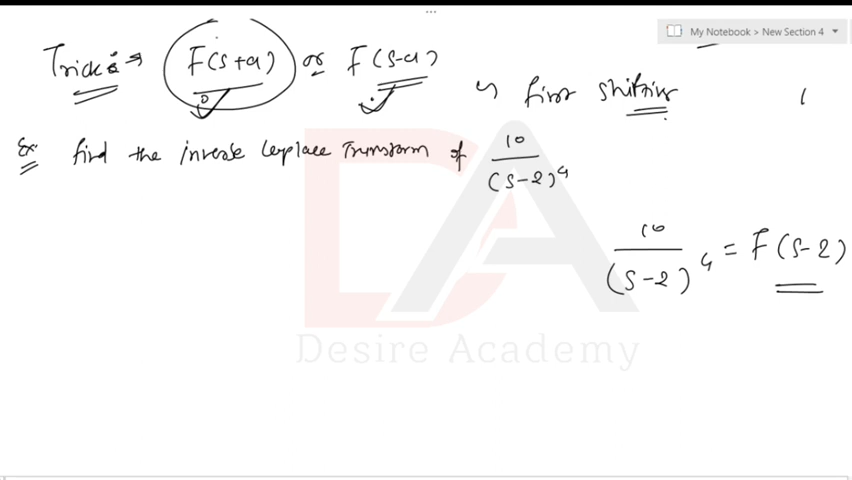 My Notebook > New Section 4
Trick :→ F(s+a) or F(s-a) ↳ first shifting
Ex. find the inverse Leplace Transform of 10/(s-2)^4
10/(s-2)^4 = F(s-2)
Desire Academy